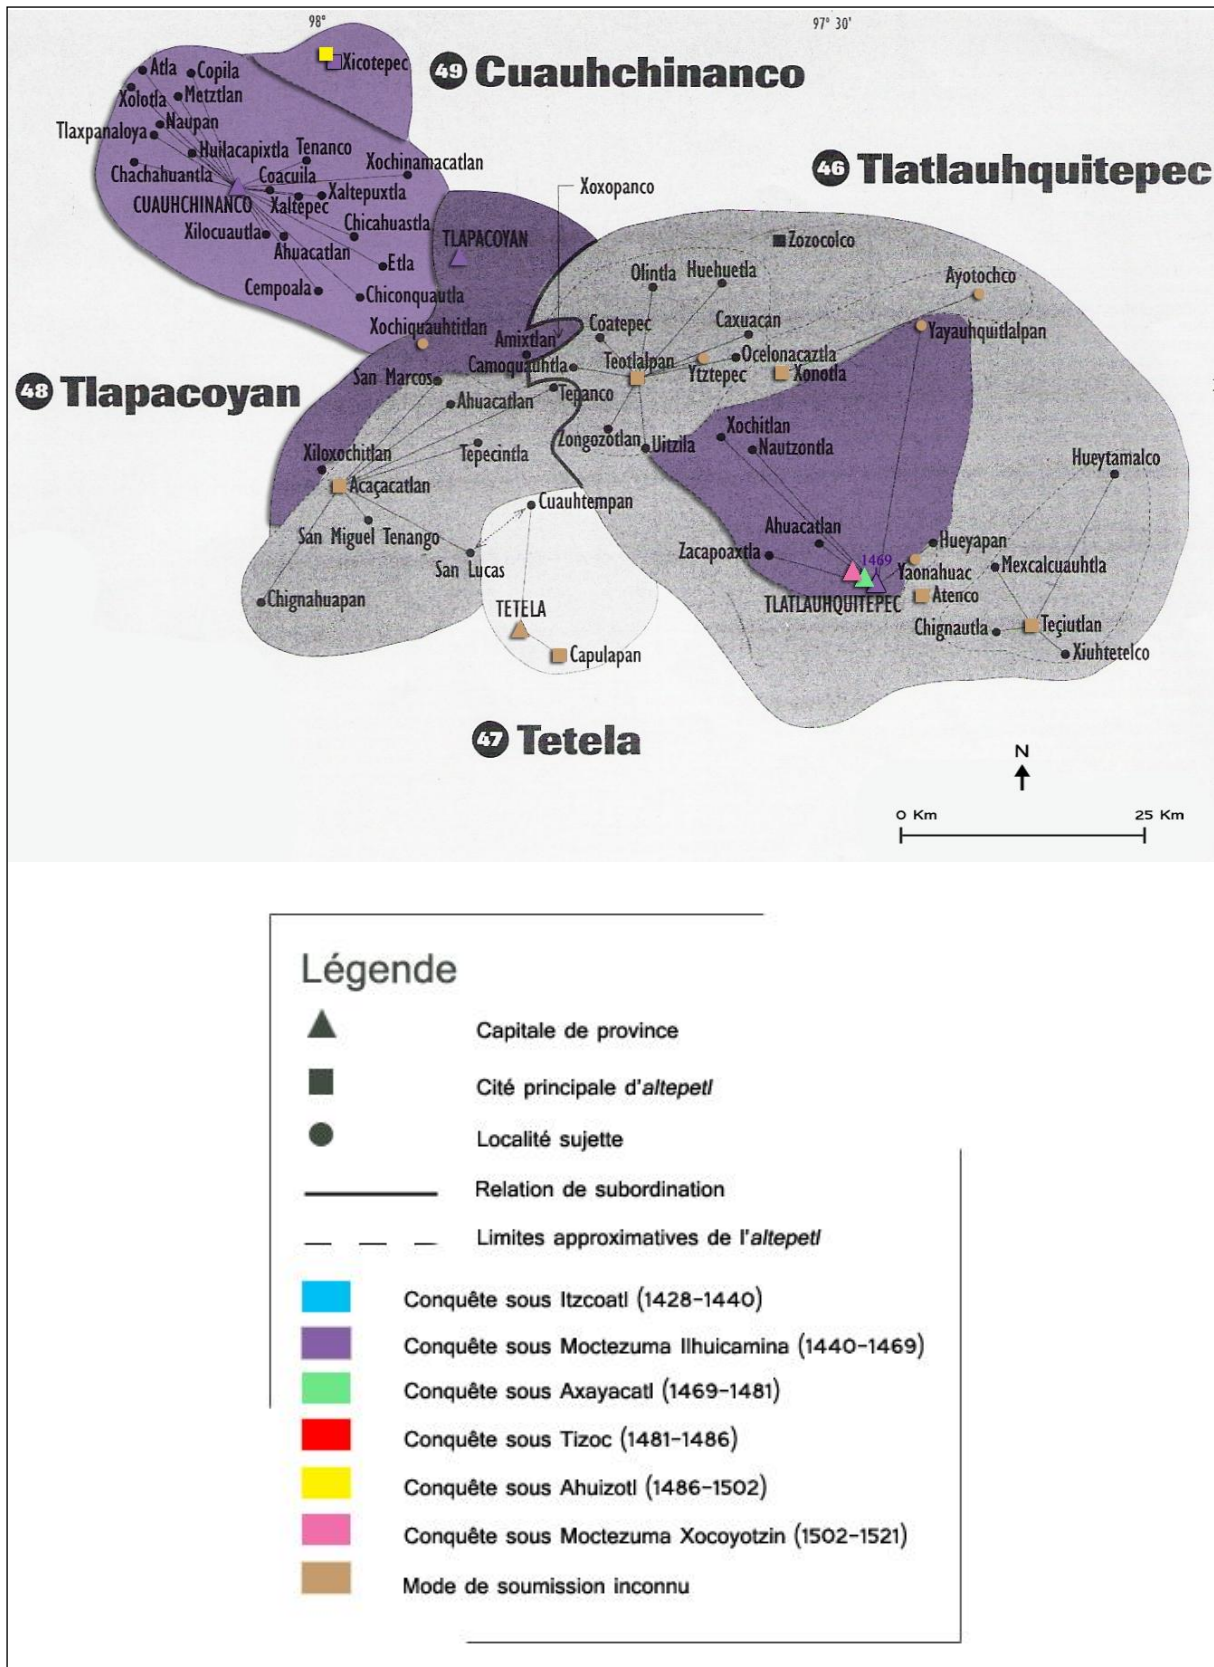 98°
97° 30'
49 Cuauhchinanco
Xicotepec
Atla
Copila
Xolotla
Metztlan
Naupan
Tlaxpanaloya
Huilacapixtla
Tenanco
Xochinamacatlan
Chachahuantla
Coacuila
CUAUHCHINANCO
Xaltepec
Xaltepuxtla
Xilocuautla
Chicahuastla
Ahuacatlan
Etla
Cempoala
Chiconquautla
46 Tlatlauhquitepec
Xoxopanco
TLAPACOYAN
Zozocolco
Olintla
Huehuetla
Ayotochco
Xochiquauhtitlan
Amixtlan
Coatepec
Caxuacan
Yayauhquitlalpan
Camoquauhtla
Teotlalpan
Ocelonacaztla
Ytztepec
Xonotla
48 Tlapacoyan
San Marcos
Ahuacatlan
Tepanco
Xochitlan
Zongozotlan
Uitzila
Nautzontla
Tepecintla
Xiloxochitlan
Hueytamalco
Acaçacatlan
Cuauhtempan
San Miguel Tenango
Ahuacatlan
Hueyapan
Zacapoaxtla
1469
San Lucas
Yaonahuac
Mexcalcuauhtla
Chignahuapan
TETELA
TLATLAUHQUITEPEC
Atenco
Chignautla
Teçiutlan
Capulapan
Xiuhtetelco
47 Tetela
N
0 Km
25 Km
Légende
Capitale de province
Cité principale d'altepetl
Localité sujette
Relation de subordination
Limites approximatives de l'altepetl
Conquête sous Itzcoatl (1428-1440)
Conquête sous Moctezuma Ilhuicamina (1440-1469)
Conquête sous Axayacatl (1469-1481)
Conquête sous Tizoc (1481-1486)
Conquête sous Ahuizotl (1486-1502)
Conquête sous Moctezuma Xocoyotzin (1502-1521)
Mode de soumission inconnu